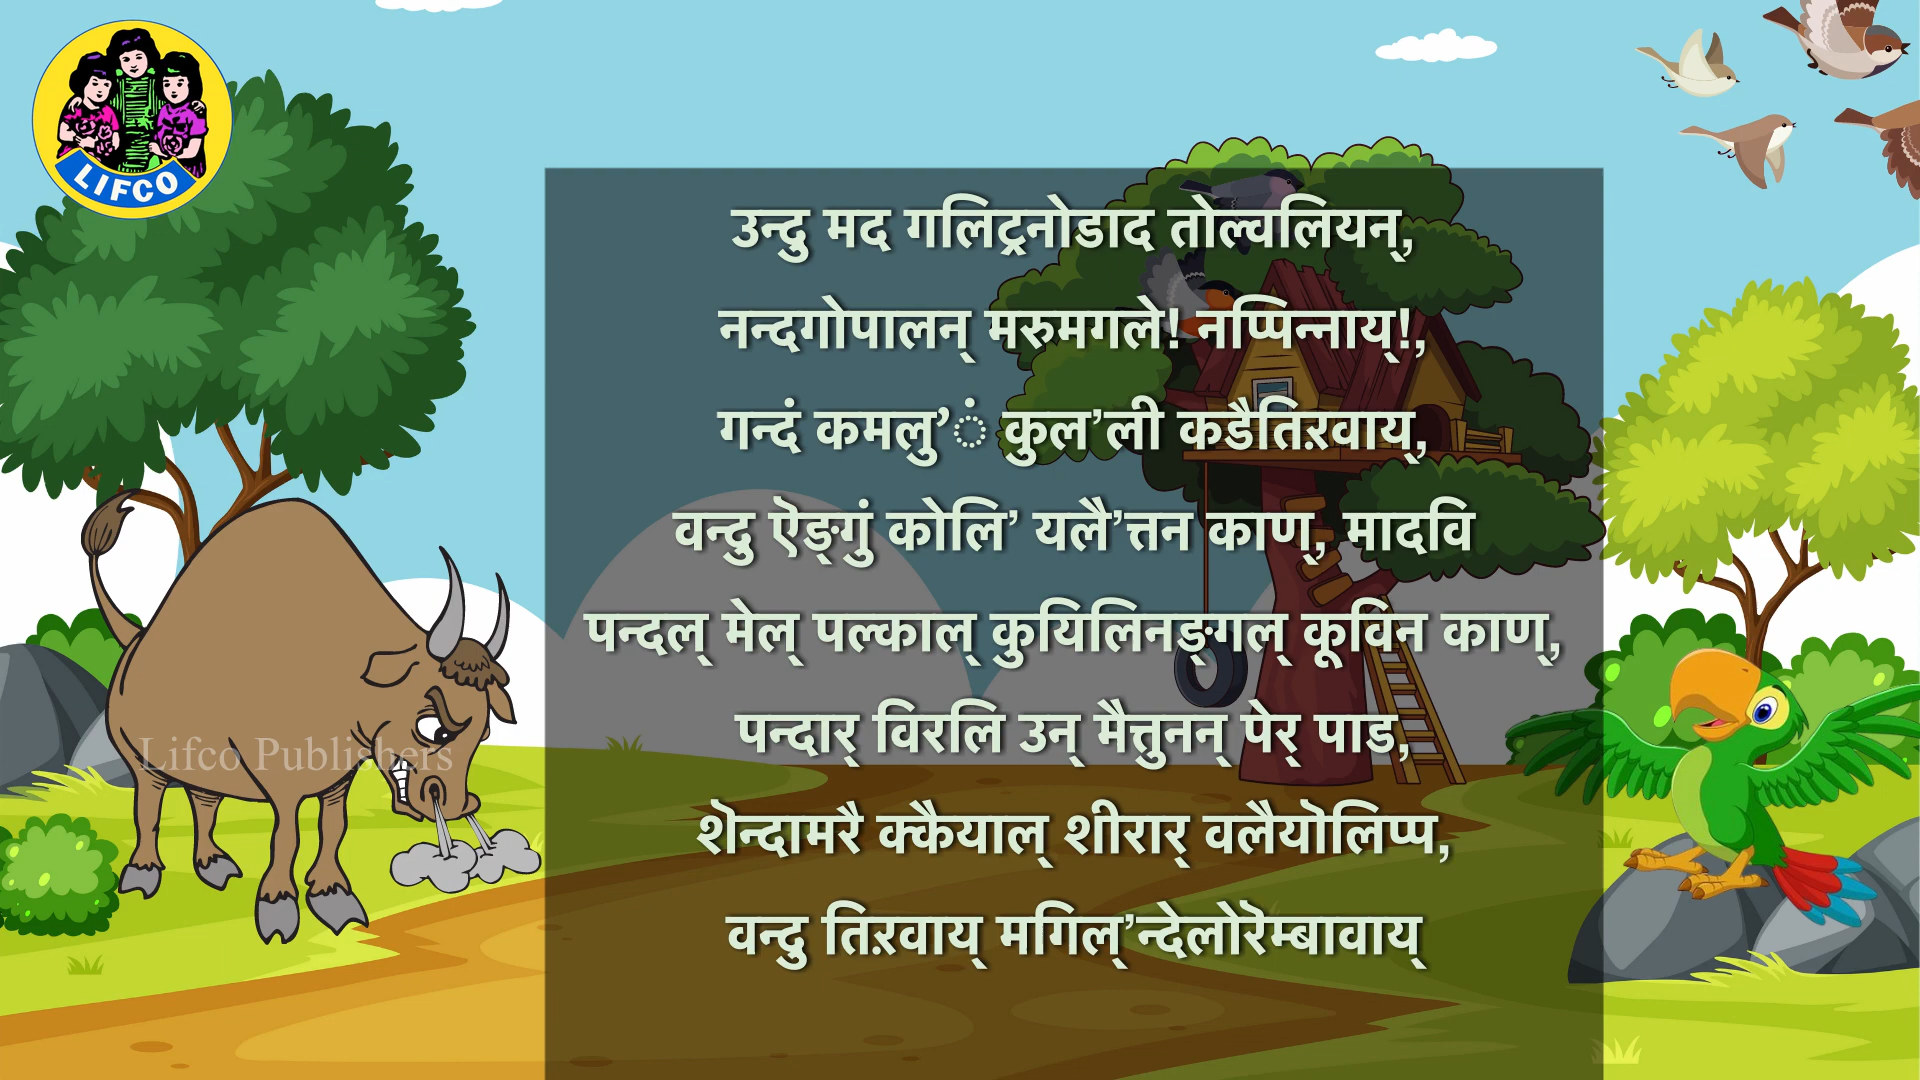 LIFCO
उन्दु मद गलिट्रनोडाद तोल्वलियन्,
नन्दगोपालन् मरुमगले! नप्पिन्नाय्!,
गन्दं कमलु’ं कुल’ली कडैतिऱवाय्,
वन्दु ऎङ्गुं कोलि’ यलै’त्तन काण्, मादवि
पन्दल् मेल् पल्काल् कुयिलिनङ्गल् कूविन काण्,
पन्दार् विरलि उन् मैत्तुनन् पेर् पाड,
शॆन्दामरै क्कैयाल् शीरार् वलैयॊलिप्प,
वन्दु तिऱवाय् मगिल्’न्देलोरॆम्बावाय्
Lifco Publishers